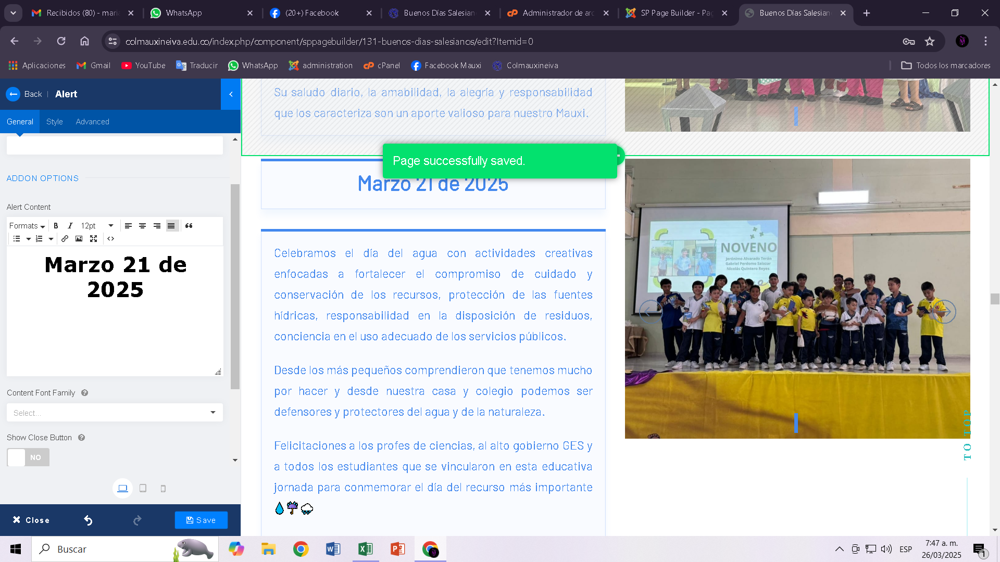 Recibidos (80) - maria
WhatsApp
(20+) Facebook
Buenos Días Salesian
Administrador de arc
SP Page Builder - Pag
Buenos Días Salesian
colmauxineiva.edu.co/index.php/component/sppagebuilder/131-buenos-dias-salesianos/edit?Itemid=0
Aplicaciones
Gmail
YouTube
Traducir
WhatsApp
administration
cPanel
Facebook Mauxi
Colmauxineiva
Todos los marcadores
Back
Alert
General
Style
Advanced
ADDON OPTIONS
Alert Content
Formats
B
I
12pt
Marzo 21 de
2025
Content Font Family
Select...
Show Close Button
NO
Close
Save
Su saludo diario, la amabilidad, la alegría y responsabilidad
que los caracteriza son un aporte valioso para nuestro Mauxi.
Page successfully saved.
Marzo 21 de 2025
Celebramos el día del agua con actividades creativas
enfocadas a fortalecer el compromiso de cuidado y
conservación de los recursos, protección de las fuentes
hídricas, responsabilidad en la disposición de residuos,
conciencia en el uso adecuado de los servicios públicos.
Desde los más pequeños comprendieron que tenemos mucho
por hacer y desde nuestra casa y colegio podemos ser
defensores y protectores del agua y de la naturaleza.
Felicitaciones a los profes de ciencias, al alto gobierno GES y
a todos los estudiantes que se vincularon en esta educativa
jornada para conmemorar el día del recurso más importante
💧☔🌧
NOVENO
Jerónimo Alvarado Terán
Gabriel Perdomo Salazar
Nicolás Quintero Reyes
TO TOP
Buscar
ESP
7:47 a. m.
26/03/2025
1